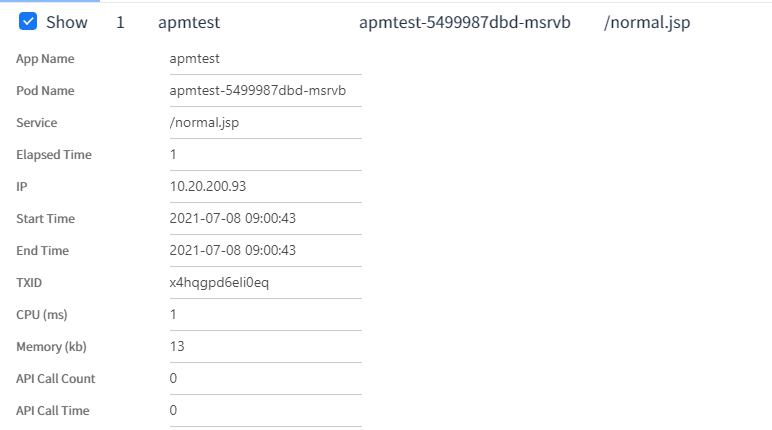 Show 1 apmtest apmtest-5499987dbd-msrvb /normal.jsp
App Name apmtest
Pod Name apmtest-5499987dbd-msrvb
Service /normal.jsp
Elapsed Time 1
IP 10.20.200.93
Start Time 2021-07-08 09:00:43
End Time 2021-07-08 09:00:43
TXID x4hqgpd6eli0eq
CPU (ms) 1
Memory (kb) 13
API Call Count 0
API Call Time 0